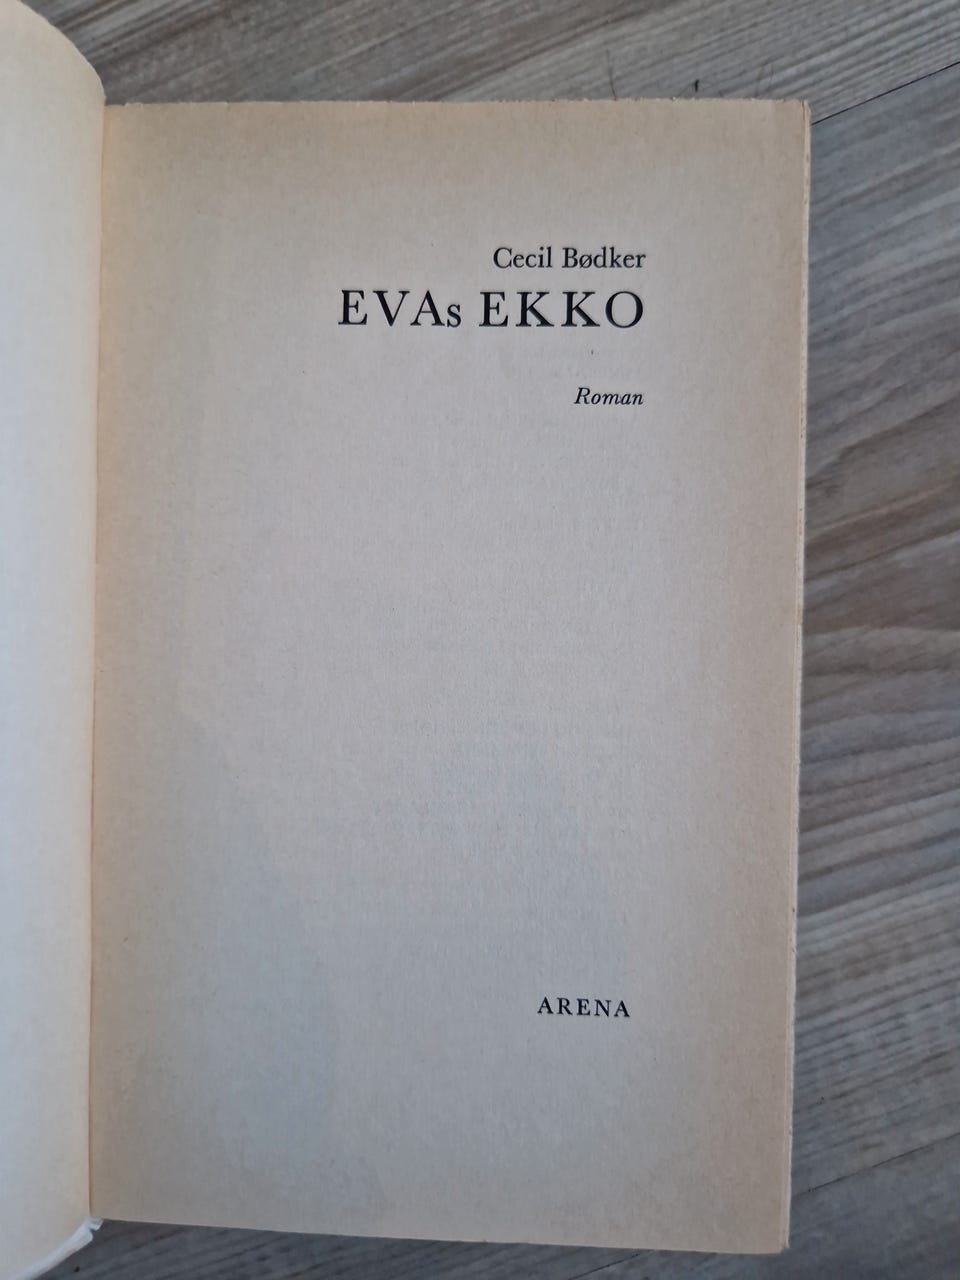 Cecil Bødker
EVAs EKKO
Roman
ARENA